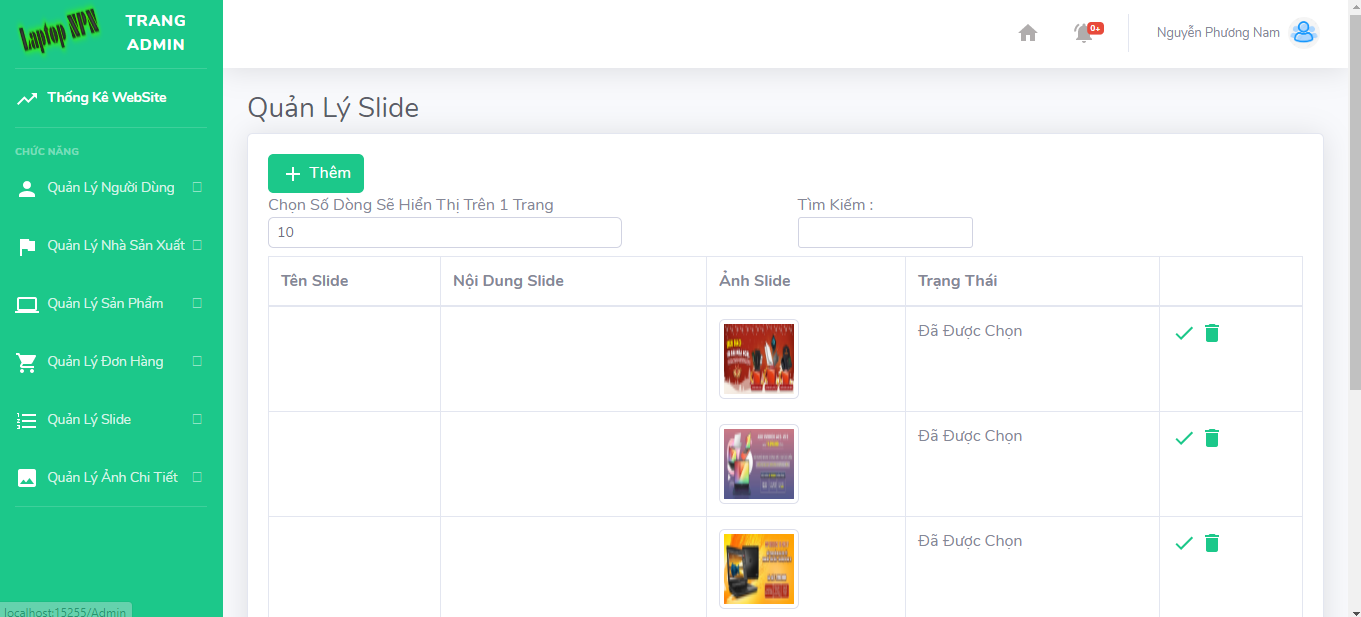 Laptop NPN
TRANG
ADMIN
Thống Kê WebSite
CHỨC NĂNG
Quản Lý Người Dùng
Quản Lý Nhà Sản Xuất
Quản Lý Sản Phẩm
Quản Lý Đơn Hàng
Quản Lý Slide
Quản Lý Ảnh Chi Tiết
localhost:15255/Admin
0+
Nguyễn Phương Nam
Quản Lý Slide
Thêm
Chọn Số Dòng Sẽ Hiển Thị Trên 1 Trang
Tìm Kiếm :
10
Tên Slide
Nội Dung Slide
Ảnh Slide
Trạng Thái
Đã Được Chọn
Đã Được Chọn
Đã Được Chọn